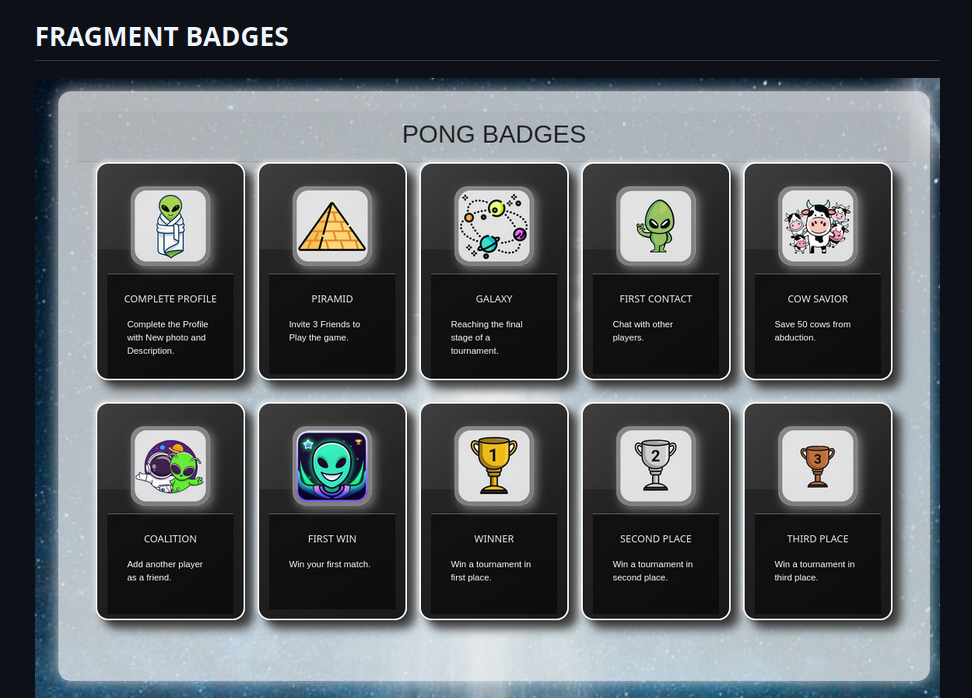 FRAGMENT BADGES
PONG BADGES
COMPLETE PROFILE
Complete the Profile
with New photo and
Description.
PIRAMID
Invite 3 Friends to
Play the game.
GALAXY
Reaching the final
stage of a
tournament.
FIRST CONTACT
Chat with other
players.
COW SAVIOR
Save 50 cows from
abduction.
COALITION
Add another player
as a friend.
FIRST WIN
Win your first match.
1
WINNER
Win a tournament in
first place.
2
SECOND PLACE
Win a tournament in
second place.
3
THIRD PLACE
Win a tournament in
third place.